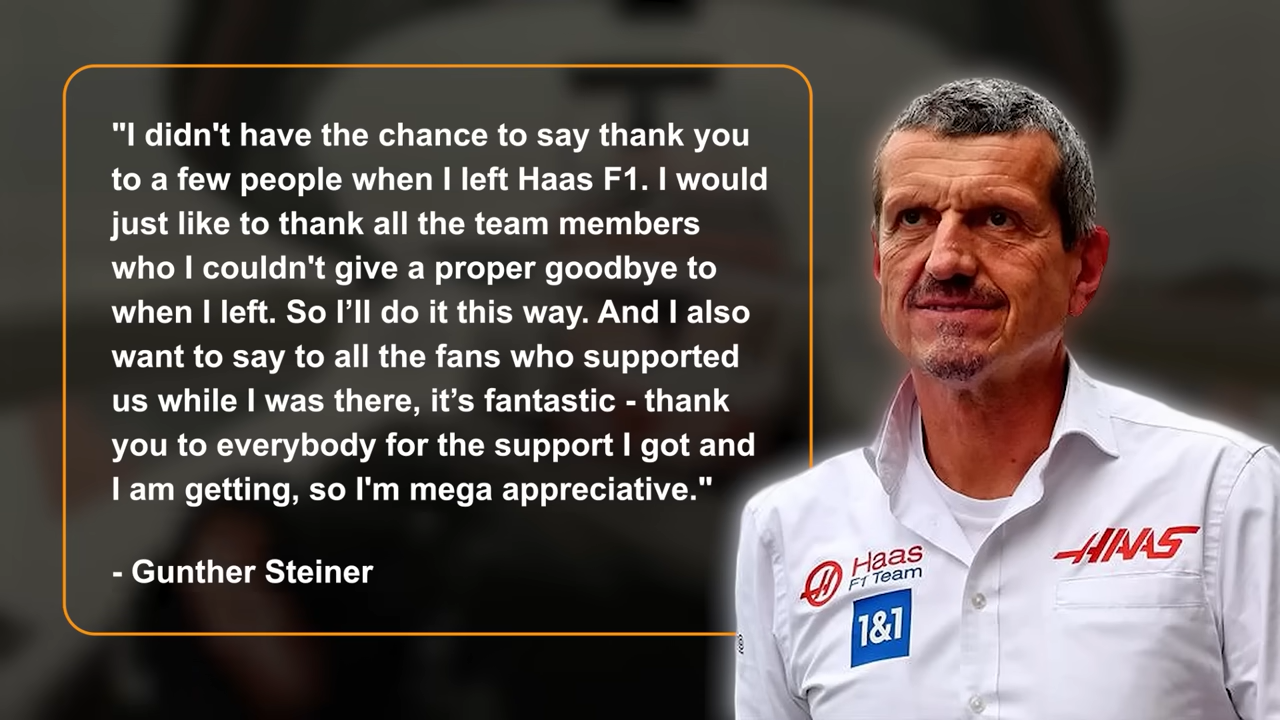 "I didn't have the chance to say thank you
to a few people when I left Haas F1. I would
just like to thank all the team members
who I couldn't give a proper goodbye to
when I left. So I’ll do it this way. And I also
want to say to all the fans who supported
us while I was there, it’s fantastic - thank
you to everybody for the support I got and
I am getting, so I'm mega appreciative."
- Gunther Steiner
Haas
F1 Team
HAAS
1&1